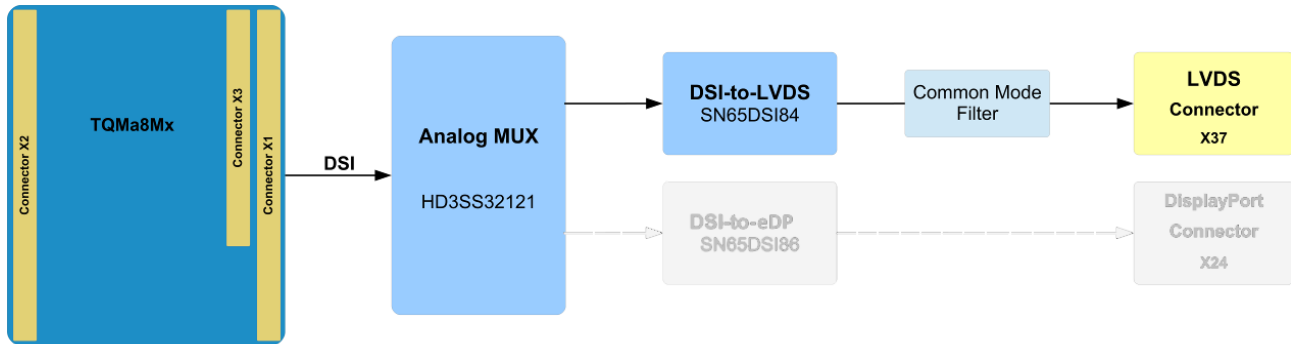 TQMa8Mx
Connector X2
Connector X3
Connector X1
DSI
Analog MUX
HD3SS32121
DSI-to-LVDS
SN65DSI84
Common Mode
Filter
LVDS
Connector
X37
DSI-to-eDP
SN65DSI86
DisplayPort
Connector
X24